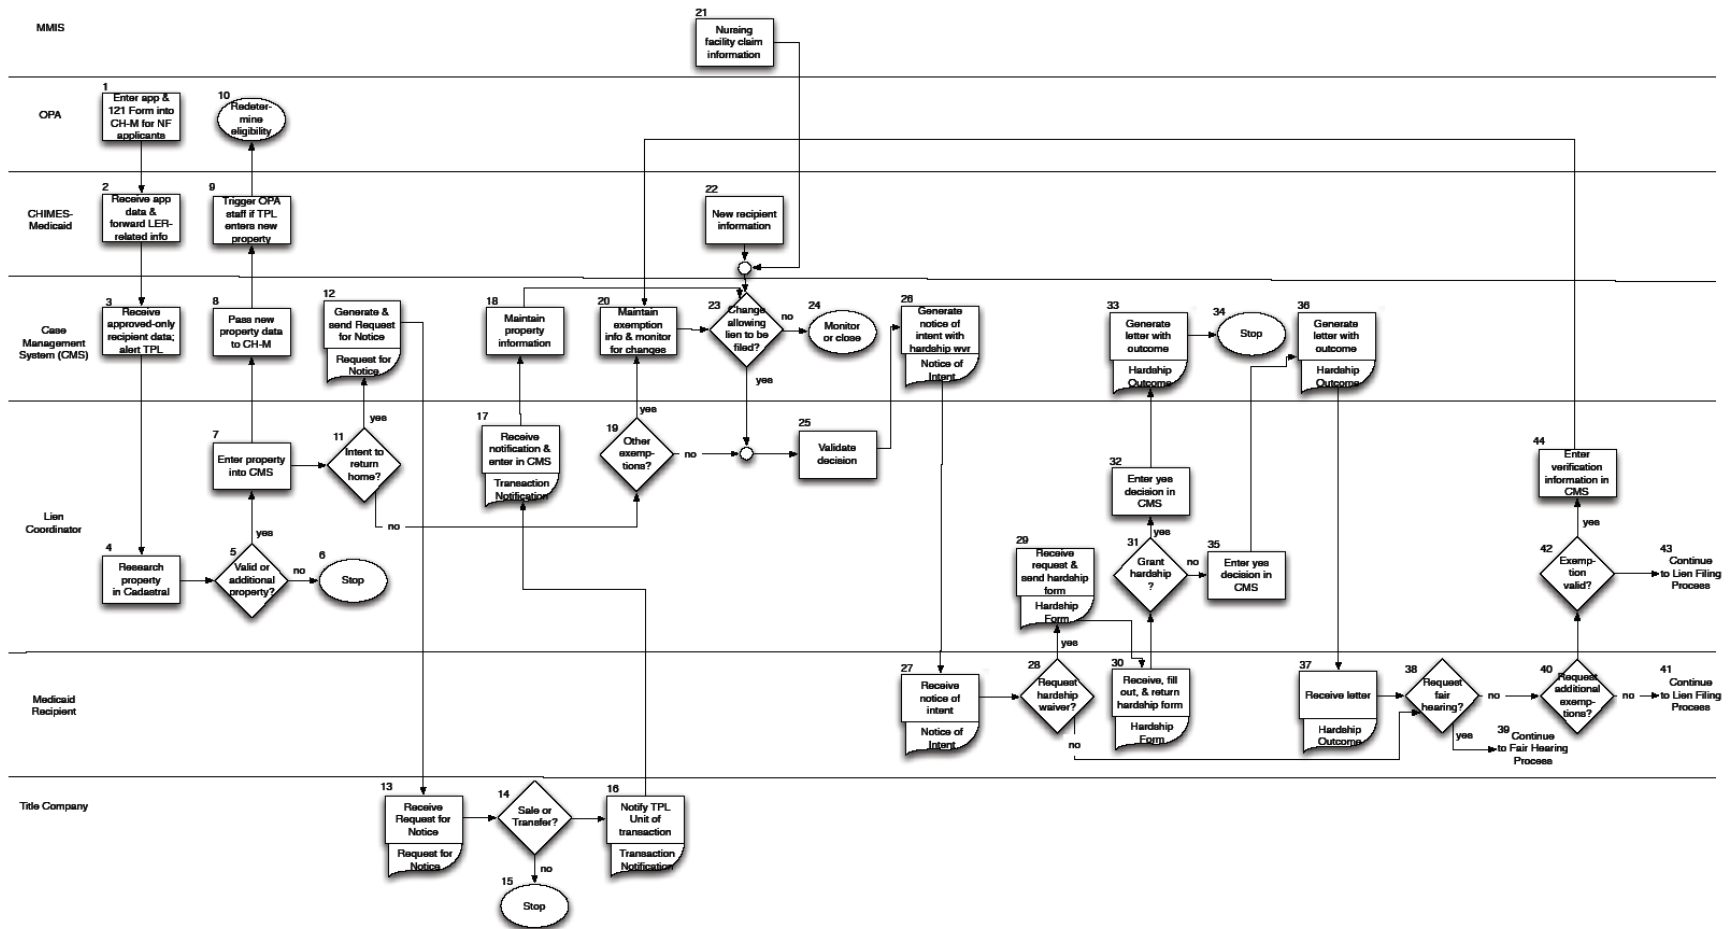 MMIS
21
Nursing
facility claim
information
OPA
1
Enter app &
121 Form into
CH-M for NF
applicants
10
Redeter-
mine
eligibility
CHIMES-
Medicaid
2
Receive app
data &
forward LER-
related info
9
Trigger OPA
staff if TPL
enters new
property
22
New recipient
information
Case
Management
System (CMS)
3
Receive
approved-only
recipient data;
alert TPL
8
Pass new
property data
to CH-M
12
Generate &
send Request
for Notice
Request for
Notice
18
Maintain
property
information
20
Maintain
exemption
info & monitor
for changes
23
Change
allowing
lien to be
filed?
no
yes
24
Monitor
or close
26
Generate
notice of
intent with
hardship wvr
Notice of
Intent
33
Generate
letter with
outcome
Hardship
Outcome
34
Stop
36
Generate
letter with
outcome
Hardship
Outcome
Lien
Coordinator
4
Research
property
in Cadastral
5
Valid or
additional
property?
yes
no
6
Stop
7
Enter property
into CMS
11
Intent to
return
home?
yes
no
17
Receive
notification &
enter in CMS
Transaction
Notification
19
Other
exemp-
tions?
yes
no
25
Validate
decision
29
Receive
request &
send hardship
form
Hardship
Form
31
Grant
hardship
?
yes
no
32
Enter yes
decision in
CMS
35
Enter yes
decision in
CMS
42
Exemp-
tion
valid?
yes
43
Continue
to Lien Filing
Process
44
Enter
verification
information in
CMS
Medicaid
Recipient
27
Receive
notice of
intent
Notice of
Intent
28
Request
hardship
waiver?
yes
no
30
Receive, fill
out, & return
hardship form
Hardship
Form
37
Receive letter
Hardship
Outcome
38
Request
fair
hearing?
no
yes
39
Continue
to Fair Hearing
Process
40
Request
additional
exemp-
tions?
no
41
Continue
to Lien Filing
Process
Title Company
13
Receive
Request for
Notice
Request for
Notice
14
Sale or
Transfer?
no
15
Stop
16
Notify TPL
Unit of
transaction
Transaction
Notification